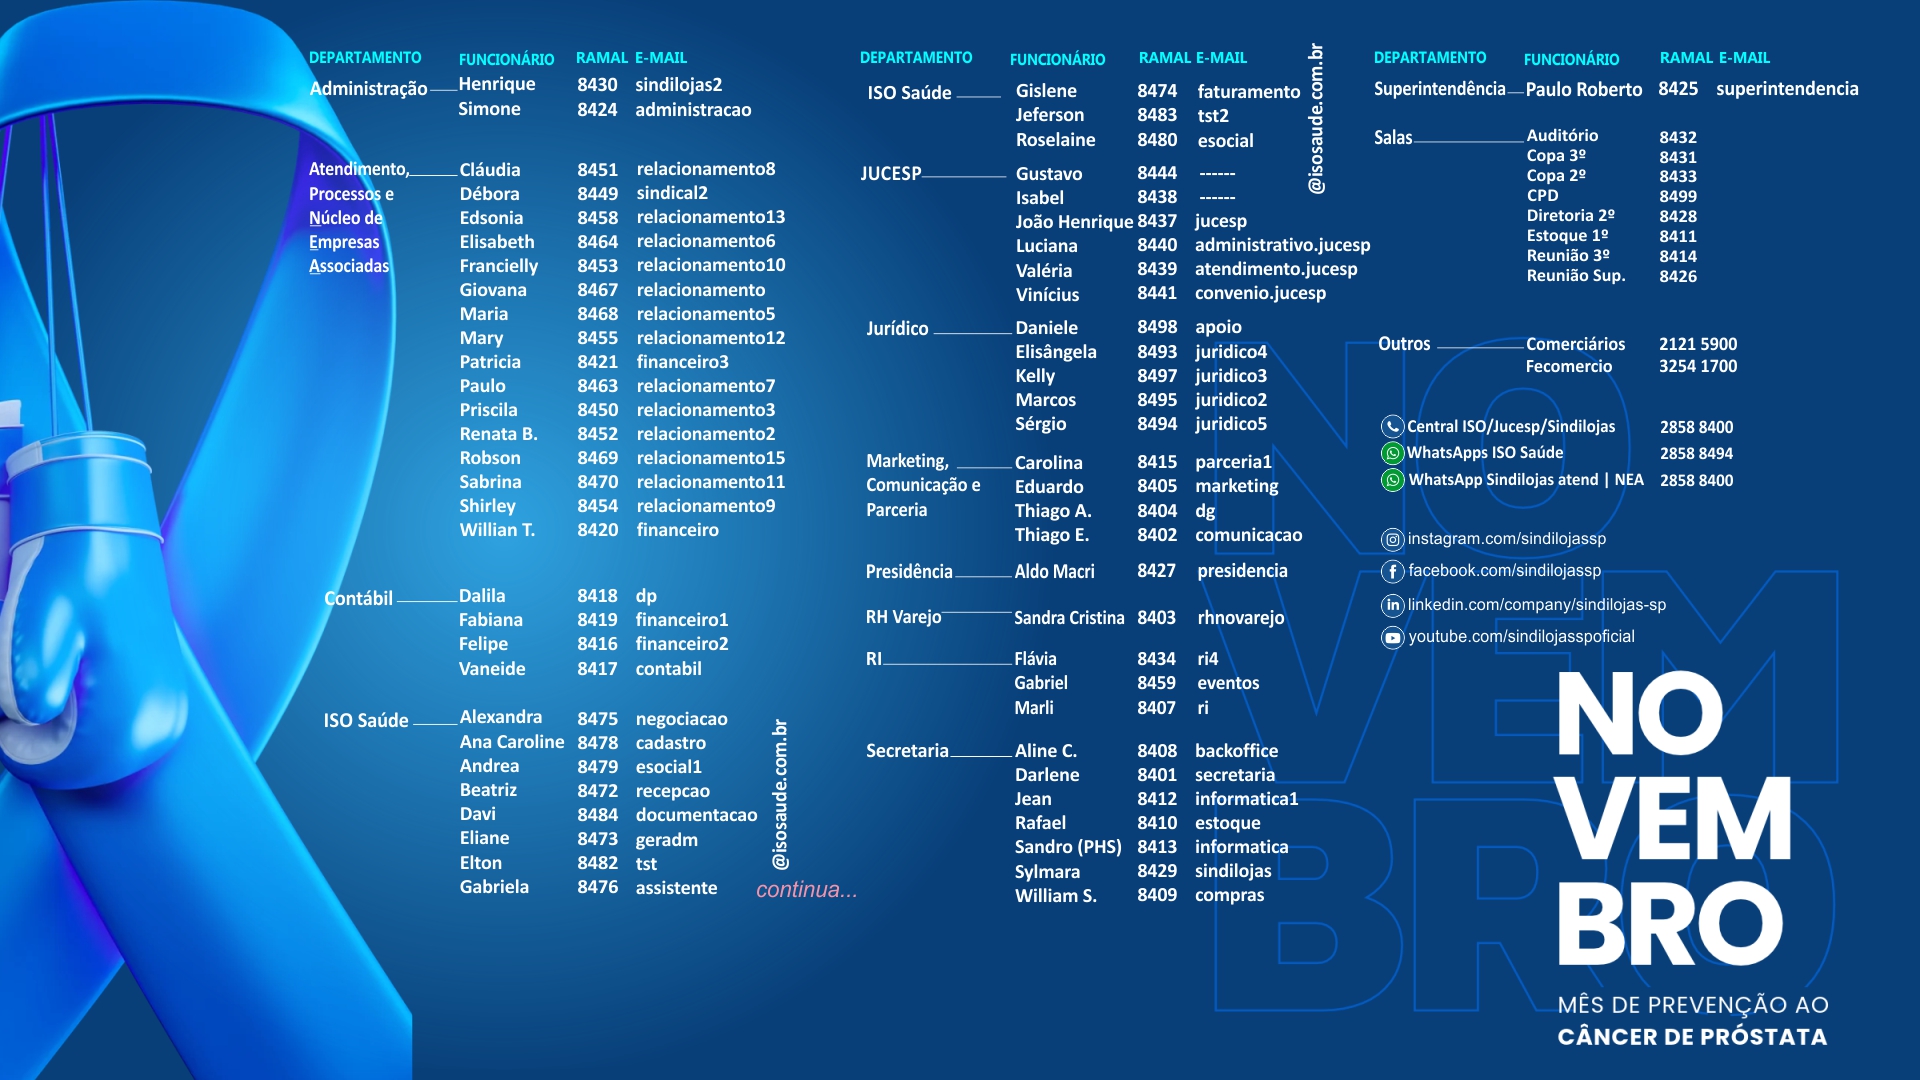 DEPARTAMENTO FUNCIONÁRIO RAMAL E-MAIL
Administração Henrique 8430 sindilojas2
Simone 8424 administracao
Atendimento, Cláudia 8451 relacionamento8
Processos e Débora 8449 sindical2
Núcleo de Edsonia 8458 relacionamento13
Empresas Elisabeth 8464 relacionamento6
Associadas Francielly 8453 relacionamento10
Giovana 8467 relacionamento
Maria 8468 relacionamento5
Mary 8455 relacionamento12
Patricia 8421 financeiro3
Paulo 8463 relacionamento7
Priscila 8450 relacionamento3
Renata B. 8452 relacionamento2
Robson 8469 relacionamento15
Sabrina 8470 relacionamento11
Shirley 8454 relacionamento9
Willian T. 8420 financeiro
Contábil Dalila 8418 dp
Fabiana 8419 financeiro1
Felipe 8416 financeiro2
Vaneide 8417 contabil
ISO Saúde Alexandra 8475 negociacao
Ana Caroline 8478 cadastro
Andrea 8479 esocial1
Beatriz 8472 recepcao
Davi 8484 documentacao
Eliane 8473 geradm
Elton 8482 tst
Gabriela 8476 assistente
@isosaude.com.br
continua...
DEPARTAMENTO FUNCIONÁRIO RAMAL E-MAIL
ISO Saúde Gislene 8474 faturamento
Jeferson 8483 tst2
Roselaine 8480 esocial
@isosaude.com.br
JUCESP Gustavo 8444 ------
Isabel 8438 ------
João Henrique 8437 jucesp
Luciana 8440 administrativo.jucesp
Valéria 8439 atendimento.jucesp
Vinícius 8441 convenio.jucesp
Jurídico Daniele 8498 apoio
Elisângela 8493 juridico4
Kelly 8497 juridico3
Marcos 8495 juridico2
Sérgio 8494 juridico5
Marketing, Carolina 8415 parceria1
Comunicação e Eduardo 8405 marketing
Parceria Thiago A. 8404 dg
Thiago E. 8402 comunicacao
Presidência Aldo Macri 8427 presidencia
RH Varejo Sandra Cristina 8403 rhnovarejo
RI Flávia 8434 ri4
Gabriel 8459 eventos
Marli 8407 ri
Secretaria Aline C. 8408 backoffice
Darlene 8401 secretaria
Jean 8412 informatica1
Rafael 8410 estoque
Sandro (PHS) 8413 informatica
Sylmara 8429 sindilojas
William S. 8409 compras
DEPARTAMENTO FUNCIONÁRIO RAMAL E-MAIL
Superintendência Paulo Roberto 8425 superintendencia
Salas Auditório 8432
Copa 3º 8431
Copa 2º 8433
CPD 8499
Diretoria 2º 8428
Estoque 1º 8411
Reunião 3º 8414
Reunião Sup. 8426
Outros Comerciários 2121 5900
Fecomercio 3254 1700
Central ISO/Jucesp/Sindilojas 2858 8400
WhatsApps ISO Saúde 2858 8494
WhatsApp Sindilojas atend | NEA 2858 8400
instagram.com/sindilojassp
facebook.com/sindilojassp
linkedin.com/company/sindilojas-sp
youtube.com/sindilojasspoficial
NO
VEM
BRO
NO
VEM
BRO
MÊS DE PREVENÇÃO AO
CÂNCER DE PRÓSTATA